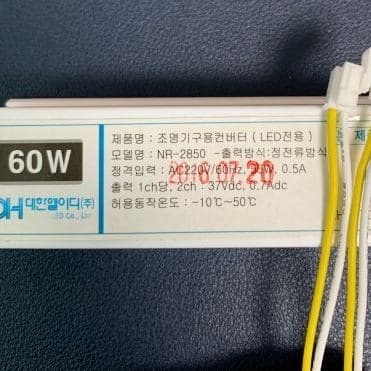 60W
DH 대한엘이디(주)
LED Co., Ltd
제품명 : 조명기구용컨버터 ( LED전용 )
모델명 : NR-2850 -출력방식:정전류방식
정격입력 : AC220V/60Hz, 0.5A
2016.07.20
출력 1ch당, 2ch -37Vdc, 0.7Adc
허용동작온도 : -10℃~50℃
제